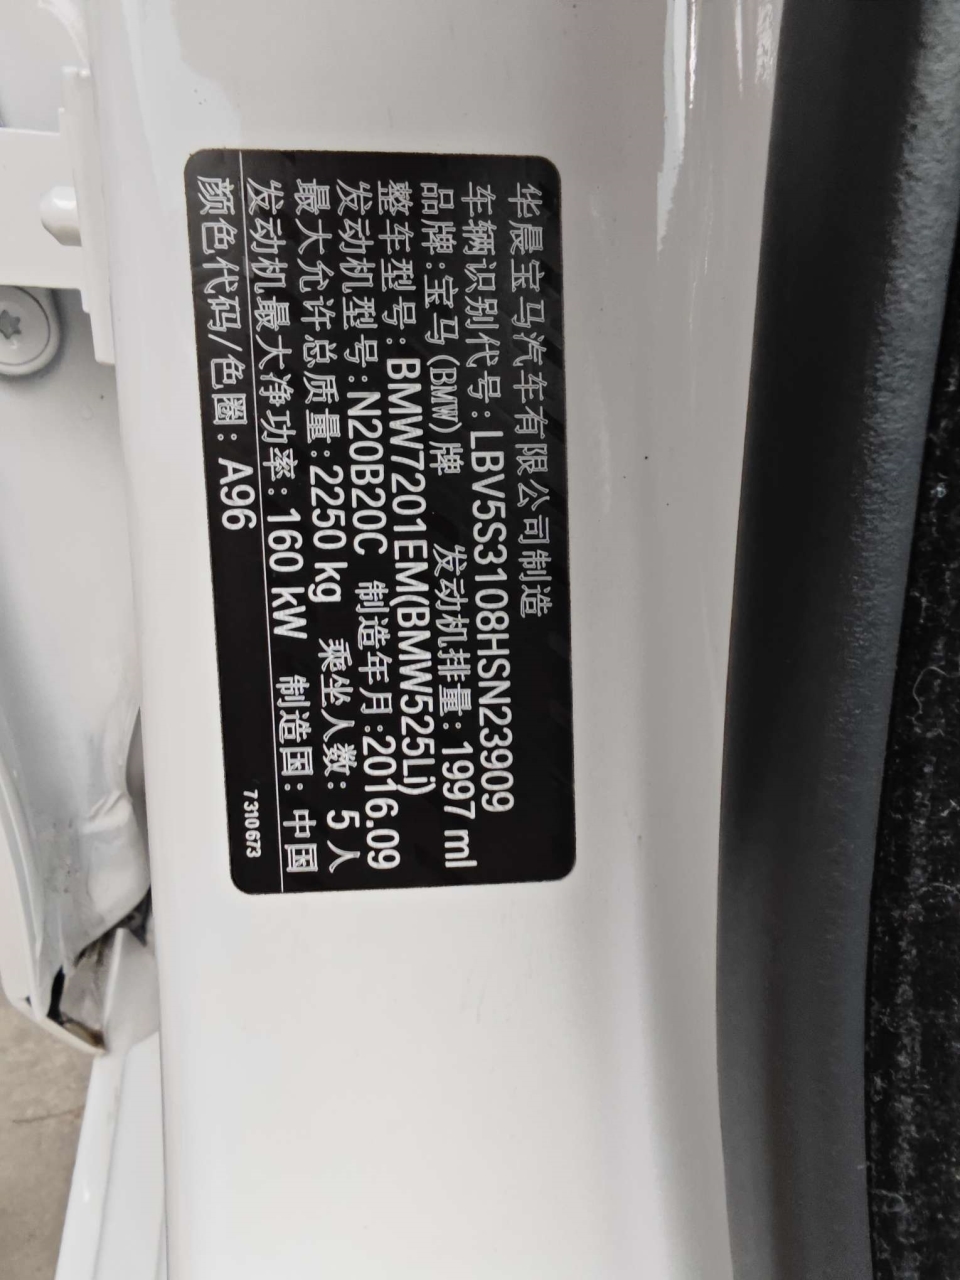 华晨宝马汽车有限公司制造
车辆识别代号:LBV5S3108HSN23909
品牌:宝马(BMW)牌 发动机排量:1997 ml
整车型号:BMW7201EM(BMW525Li)
发动机型号:N20B20C 制造年月:2016.09
最大允许总质量:2250 kg 乘坐人数: 5 人
发动机最大净功率:160 kW 制造国: 中国
颜色代码/色圈: A96 7 310 673